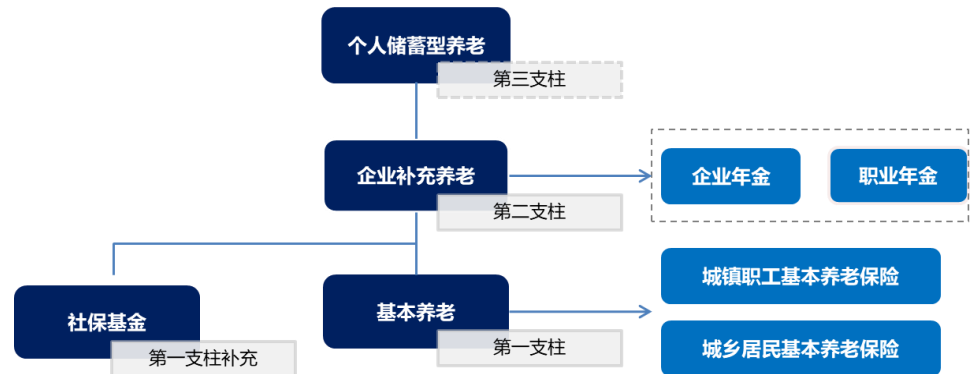 个人储蓄型养老
第三支柱
企业补充养老
第二支柱
企业年金
职业年金
社保基金
第一支柱补充
基本养老
第一支柱
城镇职工基本养老保险
城乡居民基本养老保险